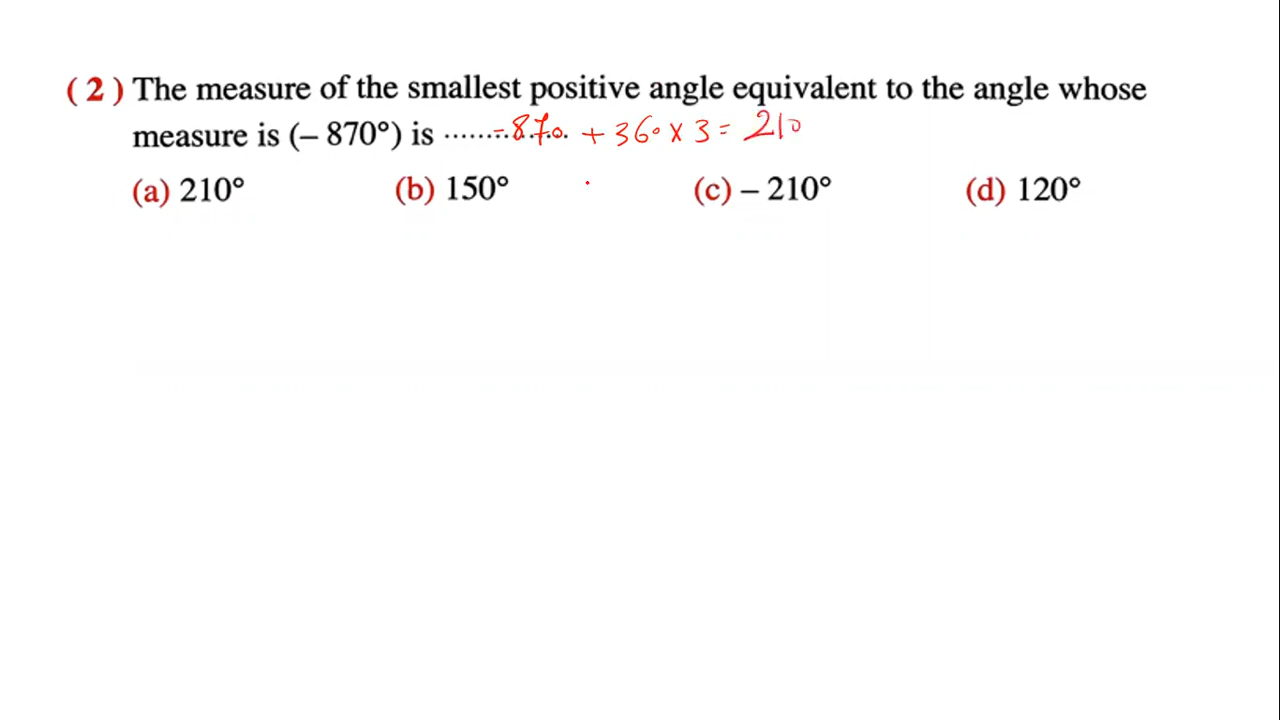 ( 2 ) The measure of the smallest positive angle equivalent to the angle whose
measure is (– 870°) is ........-870.. + 360 × 3 = 210
(a) 210° (b) 150° (c) – 210° (d) 120°